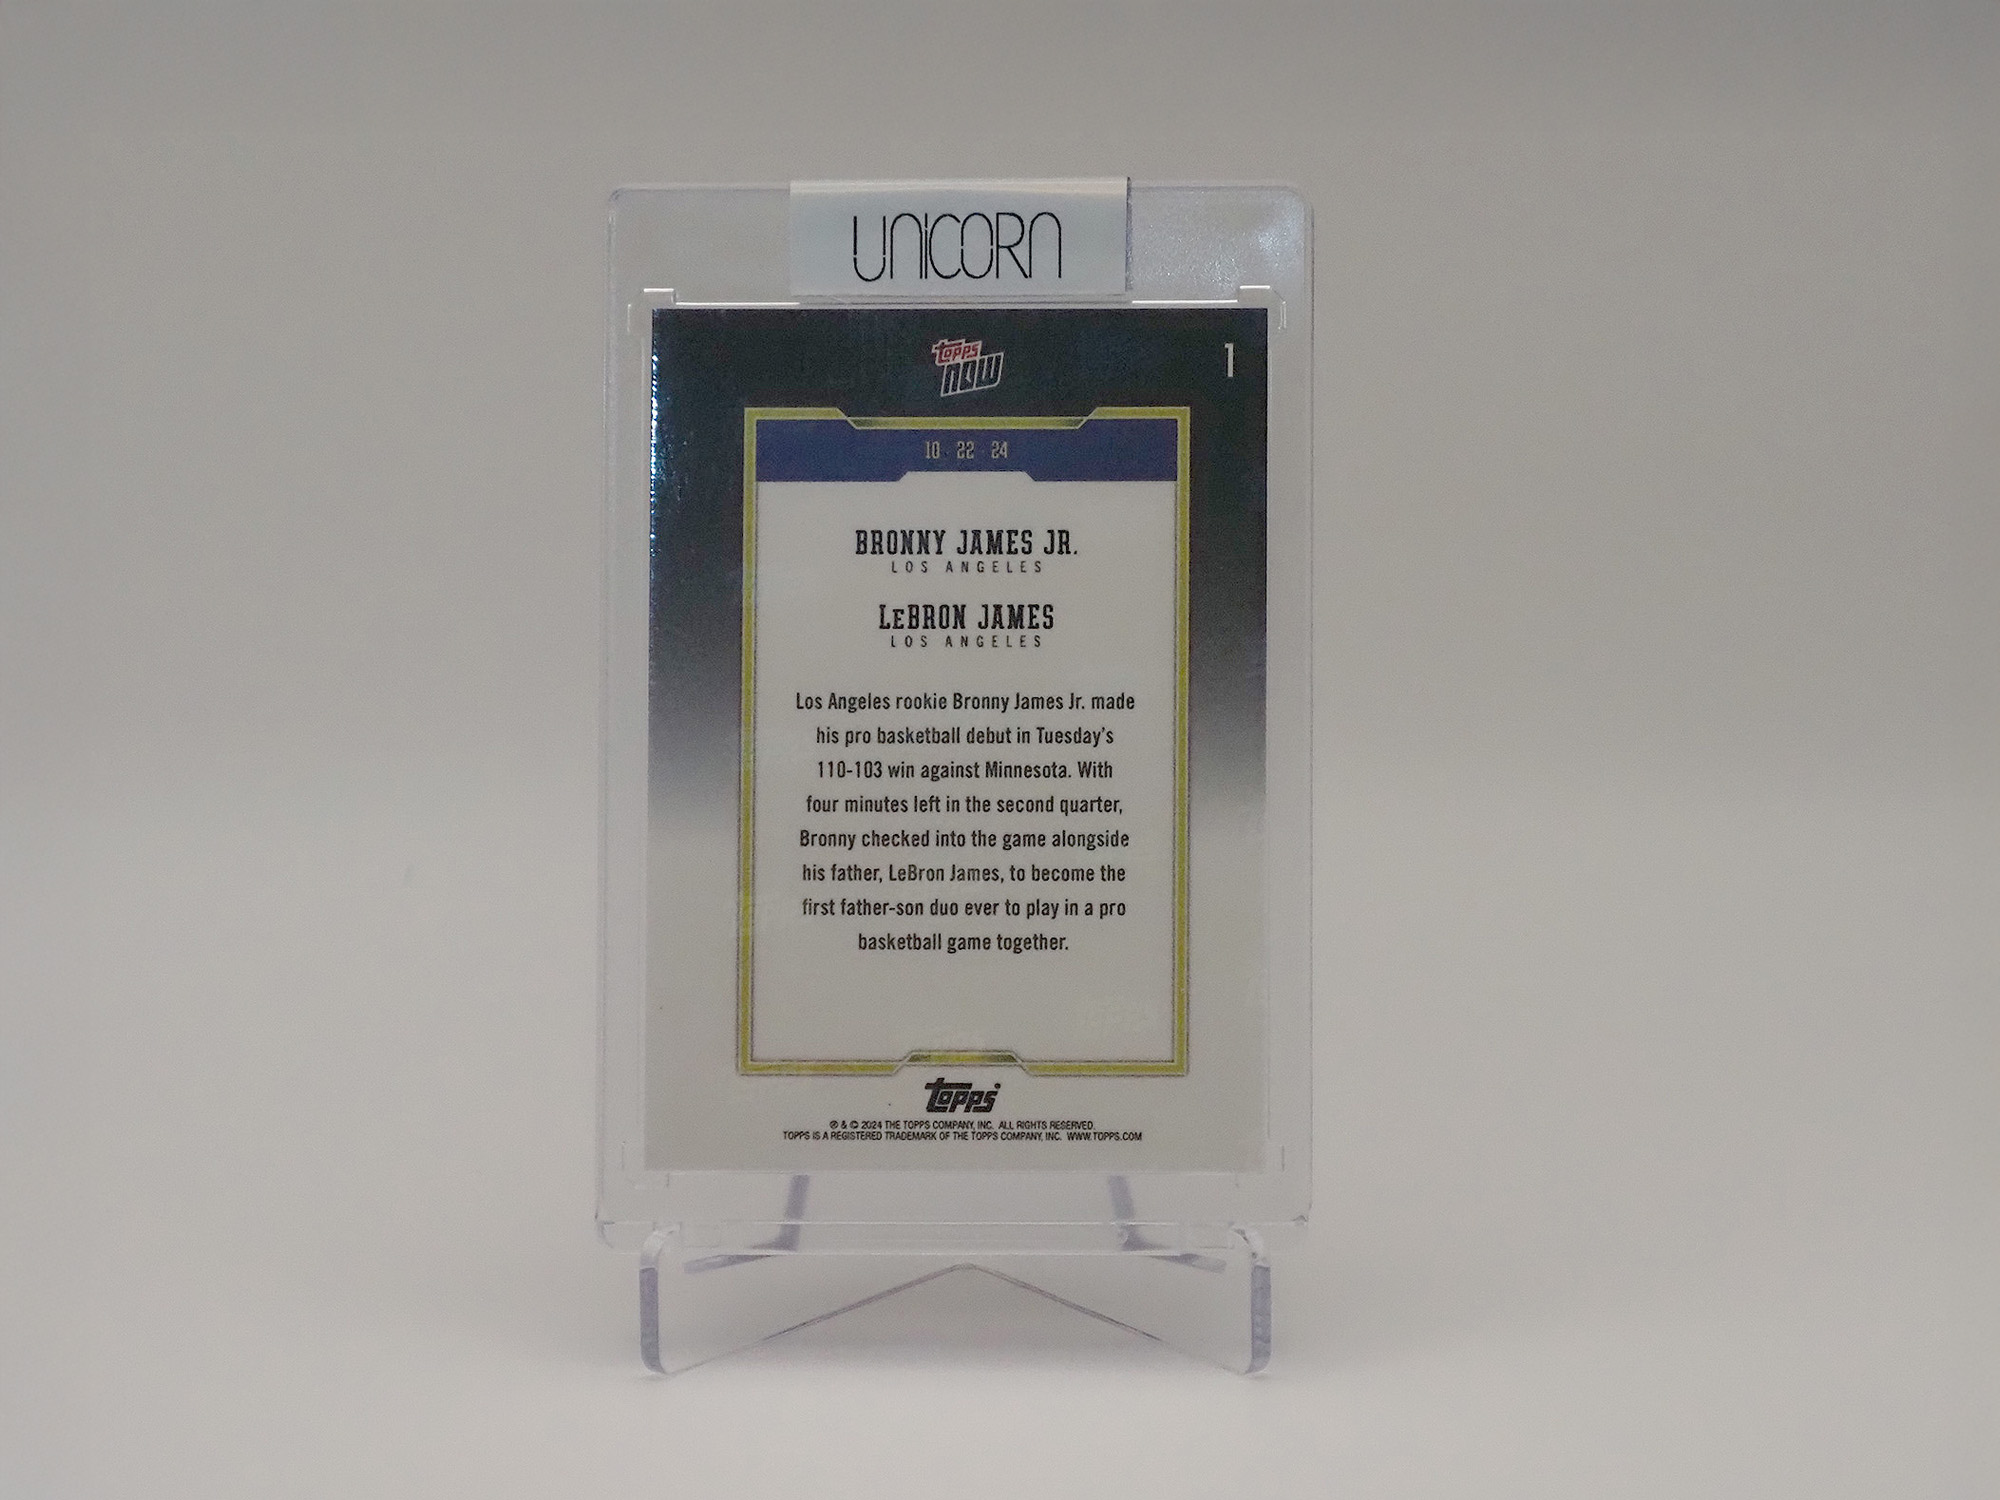 UNICORN
topps
now
1
10 · 22 · 24
BRONNY JAMES JR.
LOS ANGELES
LEBRON JAMES
LOS ANGELES
Los Angeles rookie Bronny James Jr. made
his pro basketball debut in Tuesday's
110-103 win against Minnesota. With
four minutes left in the second quarter,
Bronny checked into the game alongside
his father, LeBron James, to become the
first father-son duo ever to play in a pro
basketball game together.
topps
® & © 2024 THE TOPPS COMPANY, INC. ALL RIGHTS RESERVED.
TOPPS IS A REGISTERED TRADEMARK OF THE TOPPS COMPANY, INC. WWW.TOPPS.COM